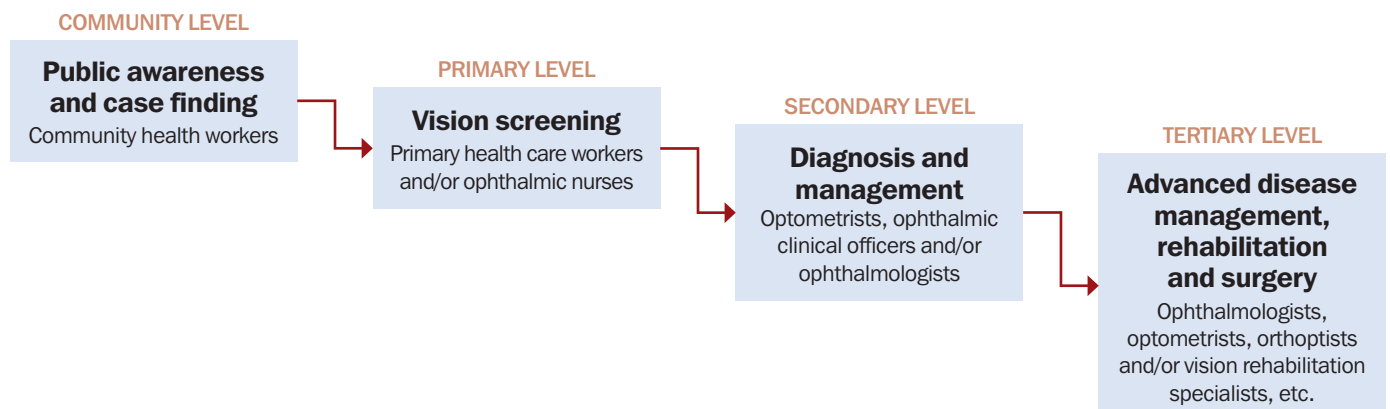 COMMUNITY LEVEL
Public awareness
and case finding
Community health workers
PRIMARY LEVEL
Vision screening
Primary health care workers
and/or ophthalmic nurses
SECONDARY LEVEL
Diagnosis and
management
Optometrists, ophthalmic
clinical officers and/or
ophthalmologists
TERTIARY LEVEL
Advanced disease
management,
rehabilitation
and surgery
Ophthalmologists,
optometrists, orthoptists
and/or vision rehabilitation
specialists, etc.